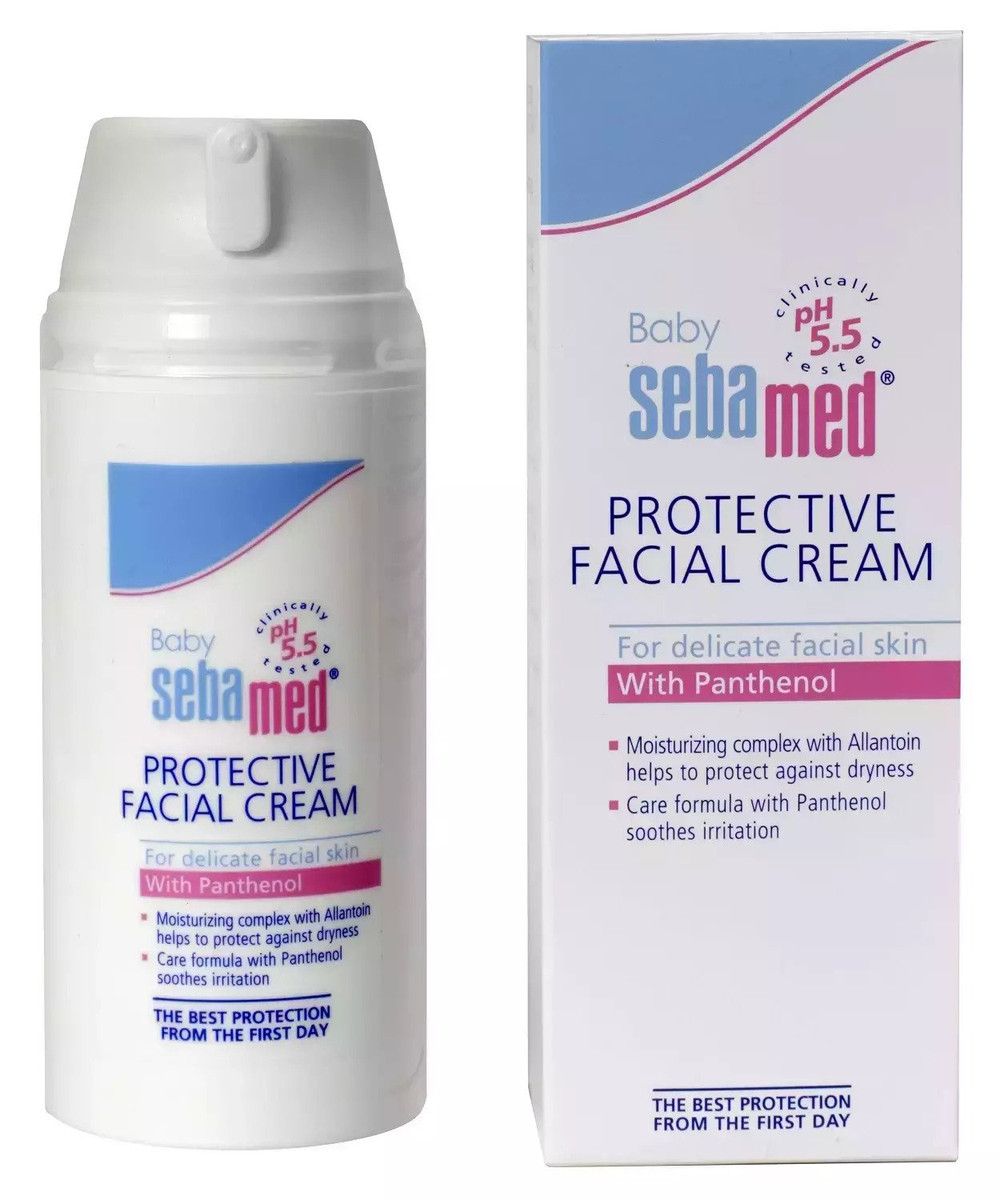 Baby
clinically
pH
5.5
tested
sebamed®
PROTECTIVE
FACIAL CREAM
For delicate facial skin
With Panthenol
Moisturizing complex with Allantoin
helps to protect against dryness
Care formula with Panthenol
soothes irritation
THE BEST PROTECTION
FROM THE FIRST DAY
Baby
clinically
pH
5.5
tested
sebamed®
PROTECTIVE
FACIAL CREAM
For delicate facial skin
With Panthenol
Moisturizing complex with Allantoin
helps to protect against dryness
Care formula with Panthenol
soothes irritation
THE BEST PROTECTION
FROM THE FIRST DAY